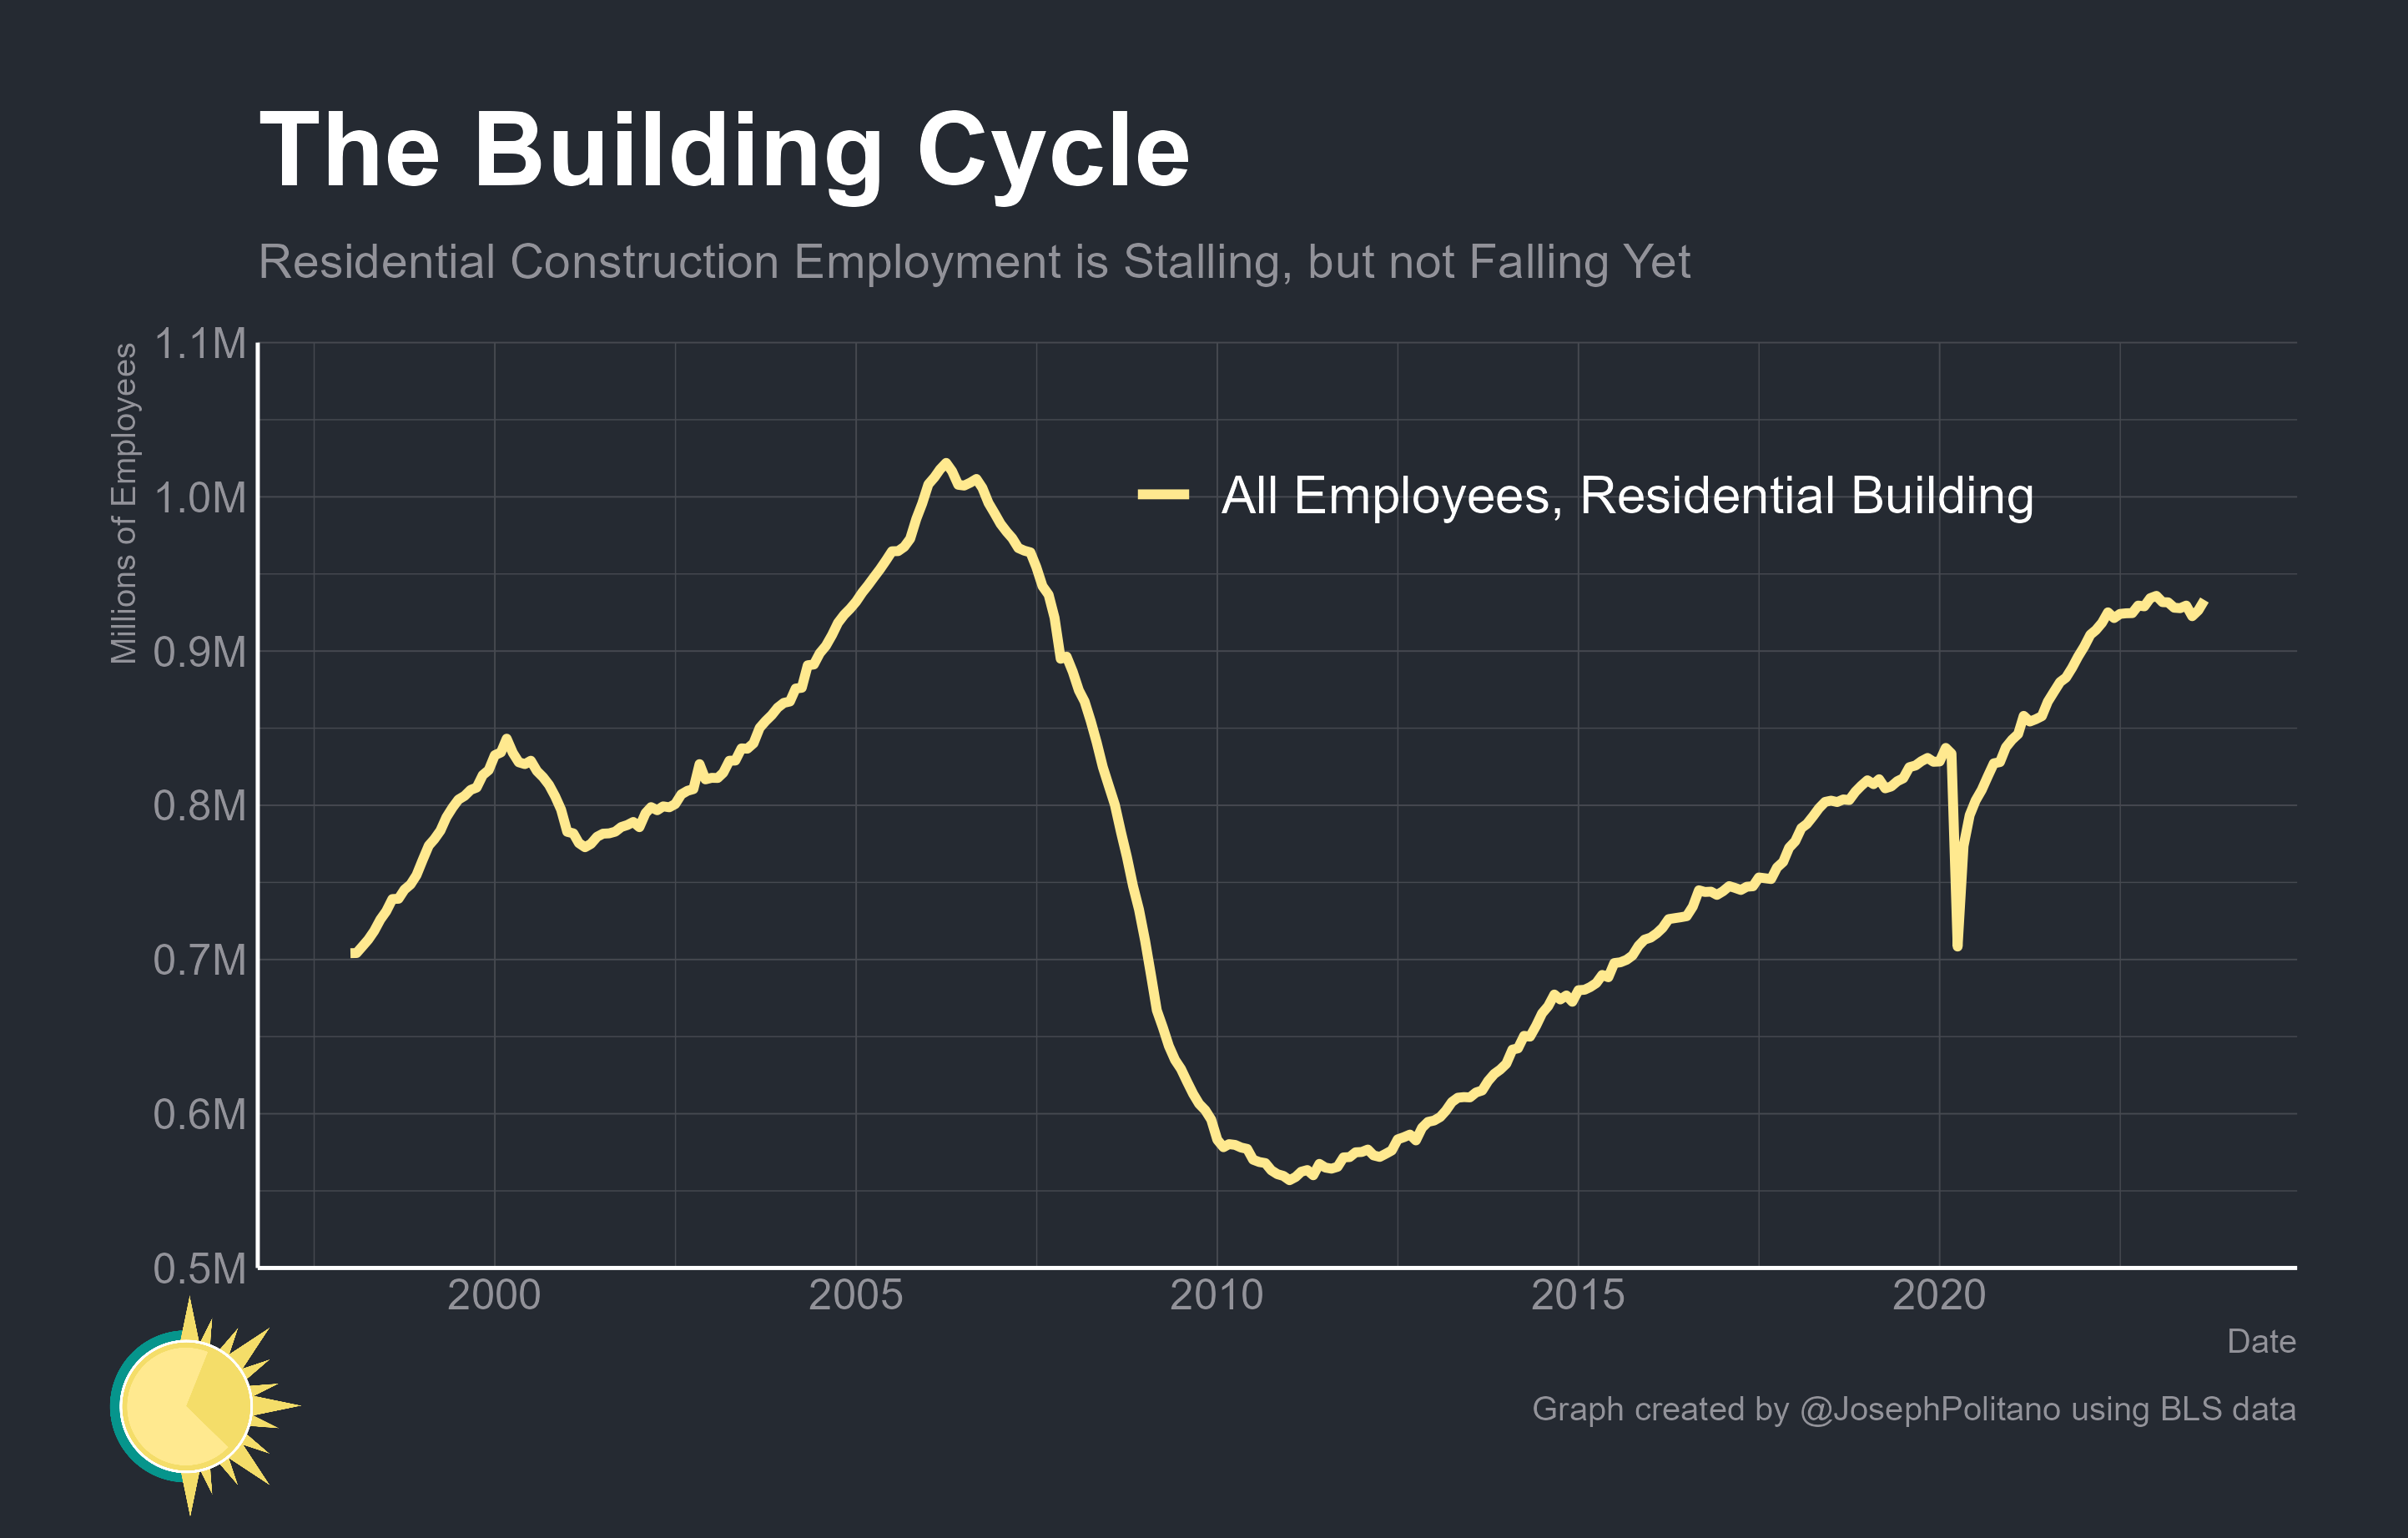 The Building Cycle
Residential Construction Employment is Stalling, but not Falling Yet
Millions of Employees
1.1M
1.0M
0.9M
0.8M
0.7M
0.6M
0.5M
All Employees, Residential Building
2000 2005 2010 2015 2020
Date
Graph created by @JosephPolitano using BLS data